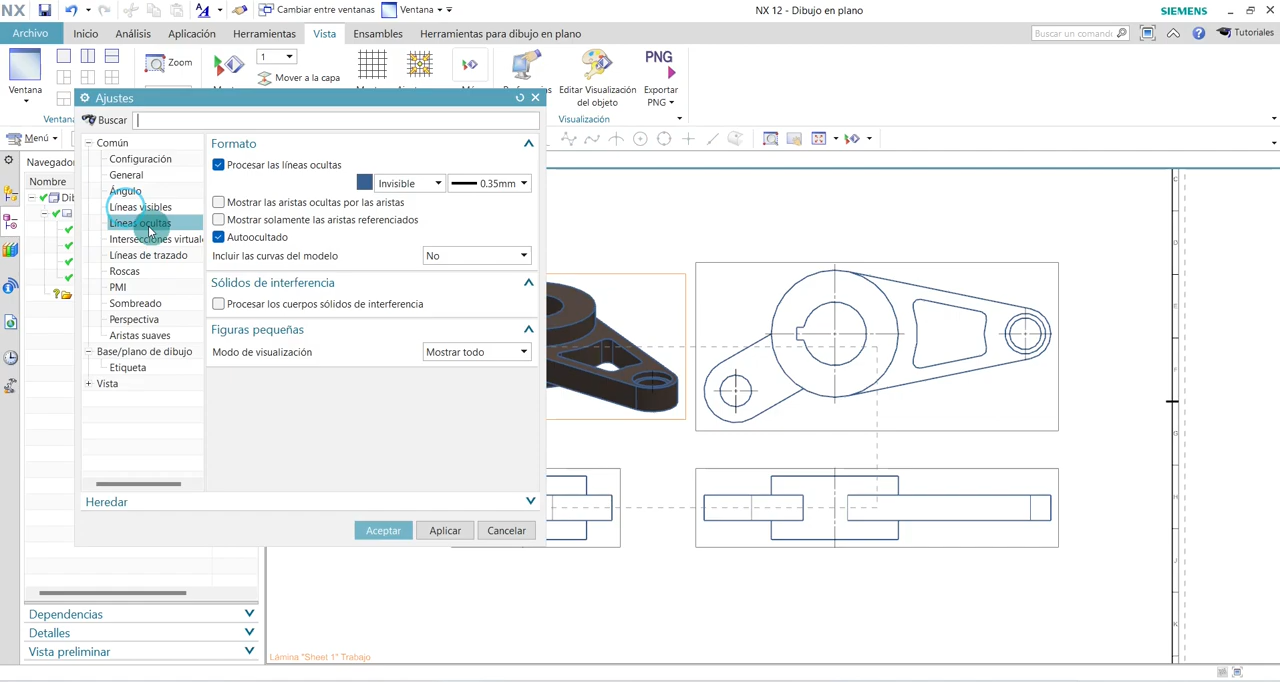 NX
Cambiar entre ventanas
Ventana
NX 12 - Dibujo en plano
SIEMENS
Archivo
Inicio
Análisis
Aplicación
Herramientas
Vista
Ensambles
Herramientas para dibujo en plano
Buscar un comando
Tutoriales
Ventana
Zoom
1
Mover a la capa
Editar Visualización
del objeto
PNG
Exportar
PNG
Visualización
Menú
Ajustes
Buscar
Navegador
Nombre
Común
Configuración
General
Ángulo
Líneas visibles
Líneas ocultas
Líneas de trazado
Roscas
PMI
Sombreado
Perspectiva
Aristas suaves
Base/plano de dibujo
Etiqueta
Vista
Formato
Procesar las líneas ocultas
Invisible
0.35mm
Mostrar las aristas ocultas por las aristas
Mostrar solamente las aristas referenciados
Autoocultado
Incluir las curvas del modelo
No
Sólidos de interferencia
Procesar los cuerpos sólidos de interferencia
Figuras pequeñas
Modo de visualización
Mostrar todo
Heredar
Aceptar
Aplicar
Cancelar
Dependencias
Detalles
Vista preliminar
Lámina "Sheet 1" Trabajo